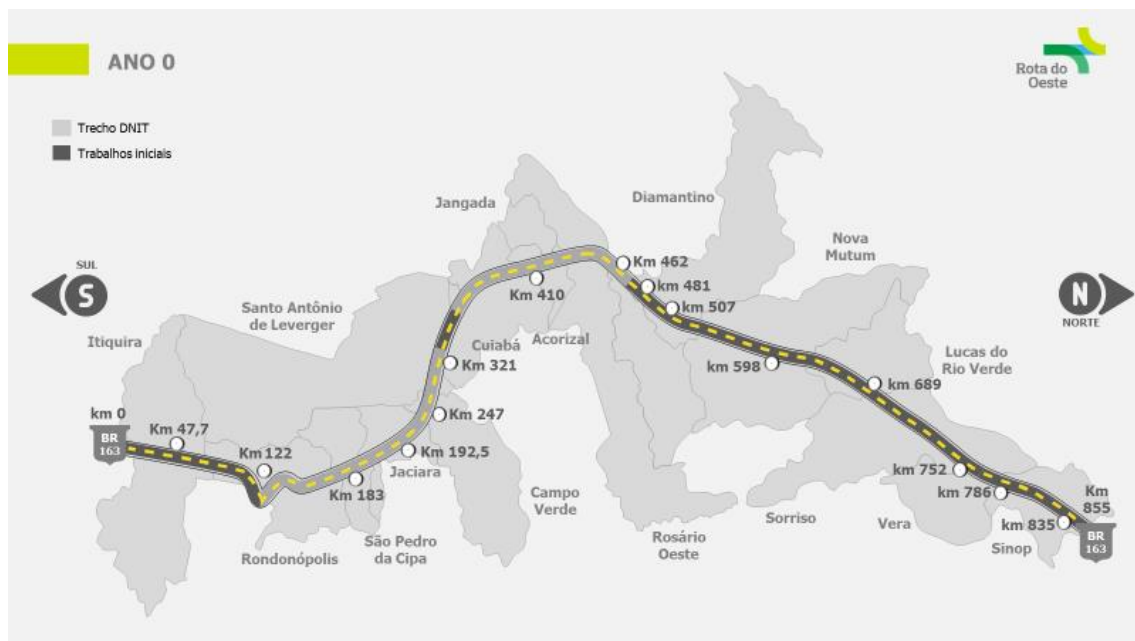 ANO 0
Rota do
Oeste
Trecho DNIT
Trabalhos iniciais
Diamantino
Jangada
Nova
Mutum
Km 462
SUL
S
km 481
N
NORTE
Km 410
km 507
Santo Antônio
de Leverger
Itiquira
Cuiabá
Acorizal
Km 321
km 598
Lucas do
Rio Verde
km 689
km 0
BR
163
Km 47,7
Km 247
Km 122
Km 192,5
Jaciara
Km 183
km 752
km 786
Km
855
Campo
Verde
Sorriso
Vera
km 835
BR
163
São Pedro
da Cipa
Rondonópolis
Rosário
Oeste
Sinop